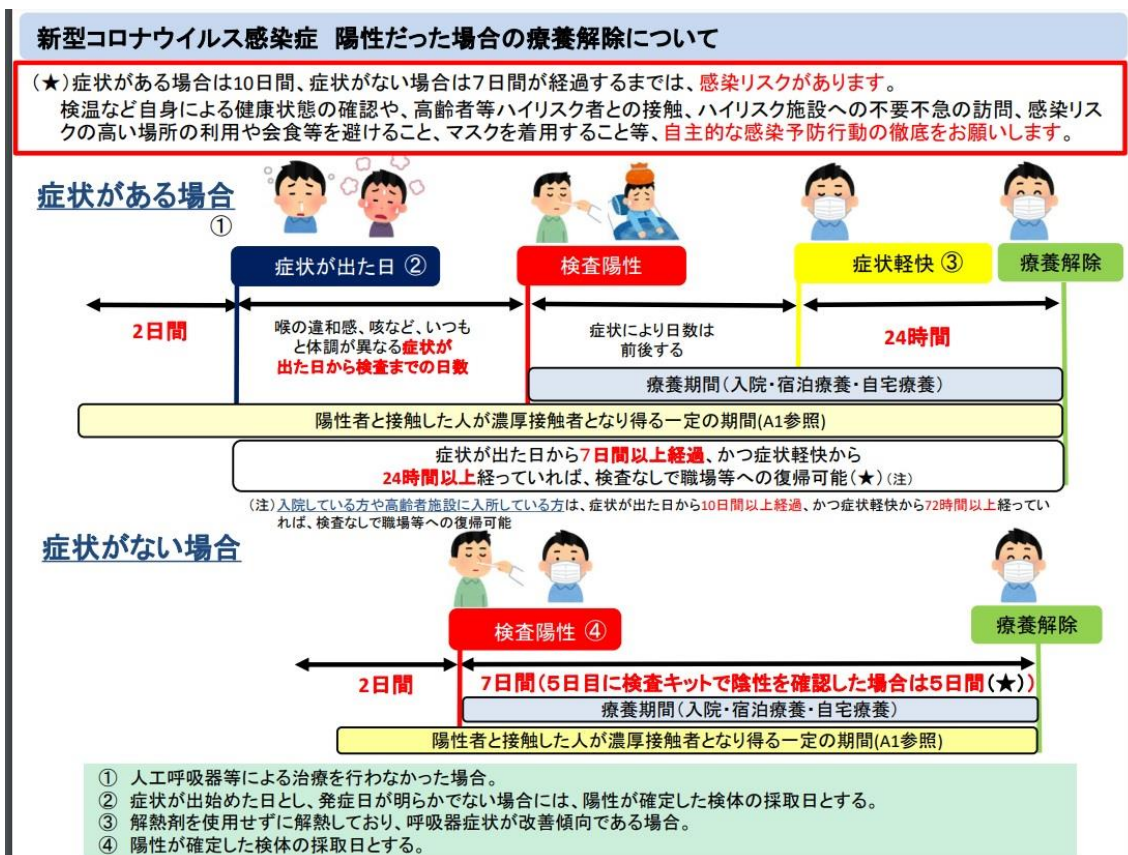 新型コロナウイルス感染症 陽性だった場合の療養解除について
(★)症状がある場合は10日間、症状がない場合は7日間が経過するまでは、感染リスクがあります。
検温など自身による健康状態の確認や、高齢者等ハイリスク者との接触、ハイリスク施設への不要不急の訪問、感染リス
クの高い場所の利用や会食等を避けること、マスクを着用すること等、自主的な感染予防行動の徹底をお願いします。
症状がある場合
①
症状が出た日 ②
検査陽性
症状軽快 ③
療養解除
2日間
喉の違和感、咳など、いつも
と体調が異なる症状が
出た日から検査までの日数
症状により日数は
前後する
24時間
療養期間(入院・宿泊療養・自宅療養)
陽性者と接触した人が濃厚接触者となり得る一定の期間(A1参照)
症状が出た日から7日間以上経過、かつ症状軽快から
24時間以上経っていれば、検査なしで職場等への復帰可能(★)(注)
(注)入院している方や高齢者施設に入所している方は、症状が出た日から10日間以上経過、かつ症状軽快から72時間以上経ってい
れば、検査なしで職場等への復帰可能
症状がない場合
検査陽性 ④
療養解除
2日間
7日間(5日目に検査キットで陰性を確認した場合は5日間(★))
療養期間(入院・宿泊療養・自宅療養)
陽性者と接触した人が濃厚接触者となり得る一定の期間(A1参照)
① 人工呼吸器等による治療を行わなかった場合。
② 症状が出始めた日とし、発症日が明らかでない場合には、陽性が確定した検体の採取日とする。
③ 解熱剤を使用せずに解熱しており、呼吸器症状が改善傾向である場合。
④ 陽性が確定した検体の採取日とする。